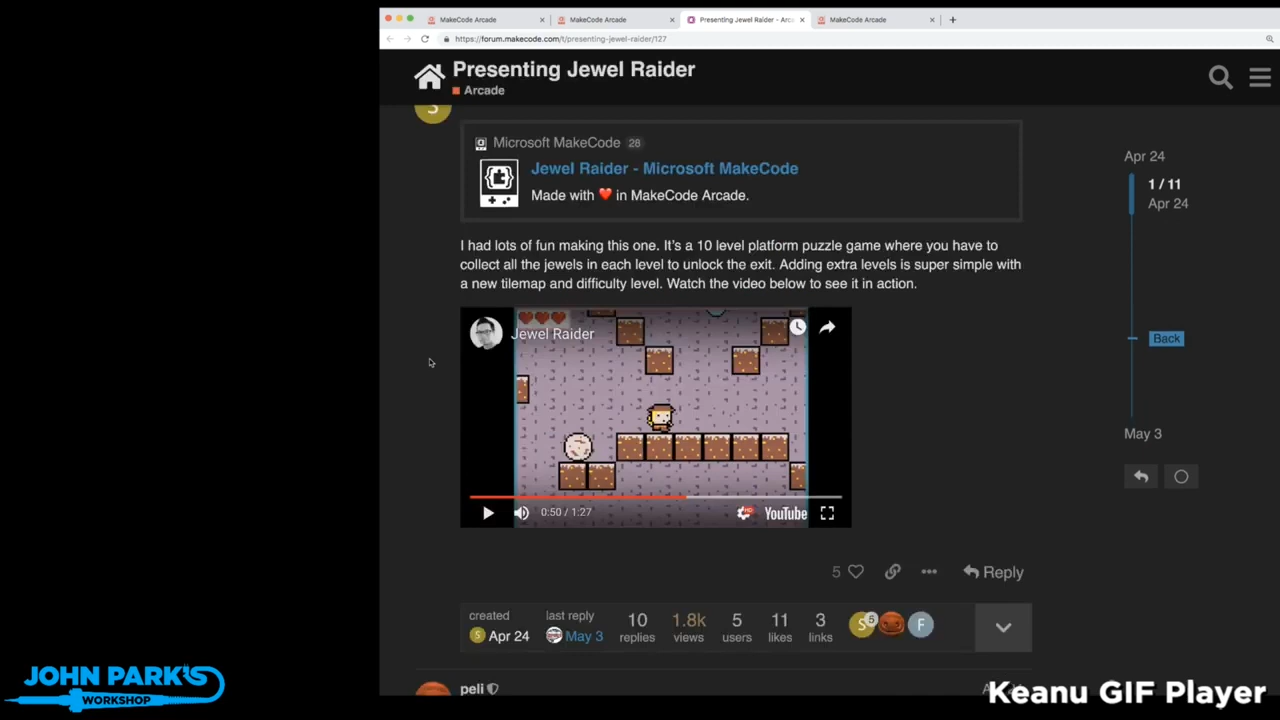 MakeCode Arcade
MakeCode Arcade
Presenting Jewel Raider - Arca
MakeCode Arcade
https://forum.makecode.com/t/presenting-jewel-raider/127
Presenting Jewel Raider
Arcade
S
Microsoft MakeCode 28
Jewel Raider - Microsoft MakeCode
Made with ❤ in MakeCode Arcade.
I had lots of fun making this one. It's a 10 level platform puzzle game where you have to
collect all the jewels in each level to unlock the exit. Adding extra levels is super simple with
a new tilemap and difficulty level. Watch the video below to see it in action.
Jewel Raider
0:50 / 1:27
HD
YouTube
Apr 24
1 / 11
Apr 24
Back
May 3
5
Reply
created
S Apr 24
last reply
May 3
10
replies
1.8k
views
5
users
11
likes
3
links
S 5
F
peli
JOHN PARK'S
WORKSHOP
Keanu GIF Player